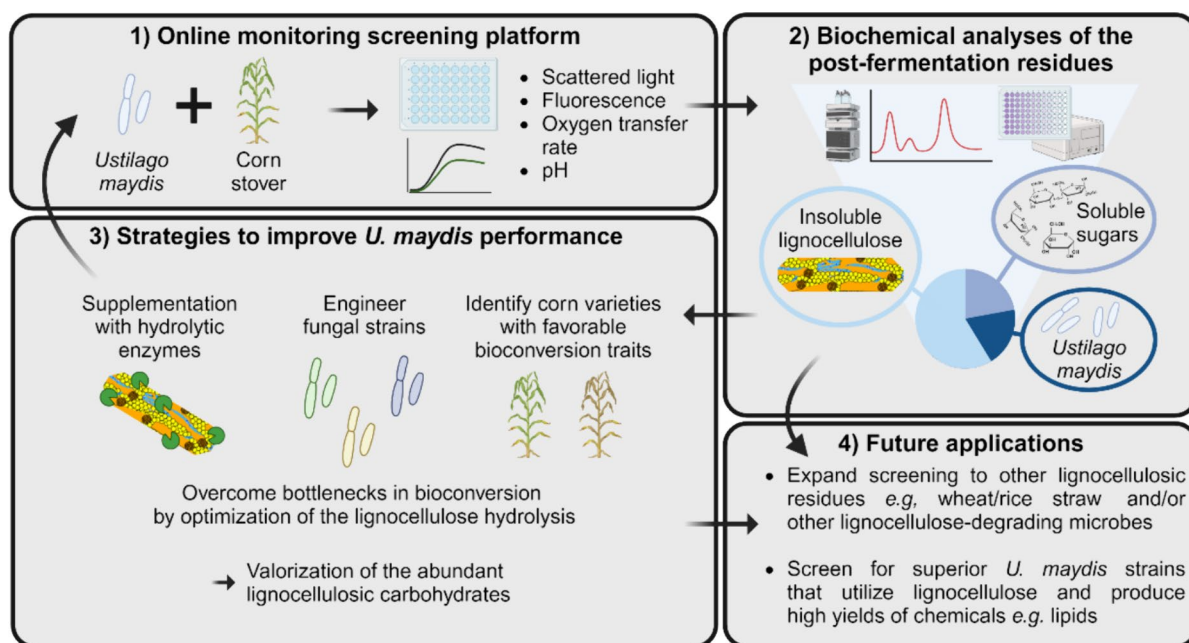 1) Online monitoring screening platform
Ustilago
maydis
Corn
stover
• Scattered light
• Fluorescence
• Oxygen transfer
rate
• pH
2) Biochemical analyses of the
post-fermentation residues
Insoluble
lignocellulose
Soluble
sugars
Ustilago
maydis
3) Strategies to improve U. maydis performance
Supplementation
with hydrolytic
enzymes
Engineer
fungal strains
Identify corn varieties
with favorable
bioconversion traits
Overcome bottlenecks in bioconversion
by optimization of the lignocellulose hydrolysis
Valorization of the abundant
lignocellulosic carbohydrates
4) Future applications
• Expand screening to other lignocellulosic
residues e.g, wheat/rice straw and/or
other lignocellulose-degrading microbes
• Screen for superior U. maydis strains
that utilize lignocellulose and produce
high yields of chemicals e.g. lipids